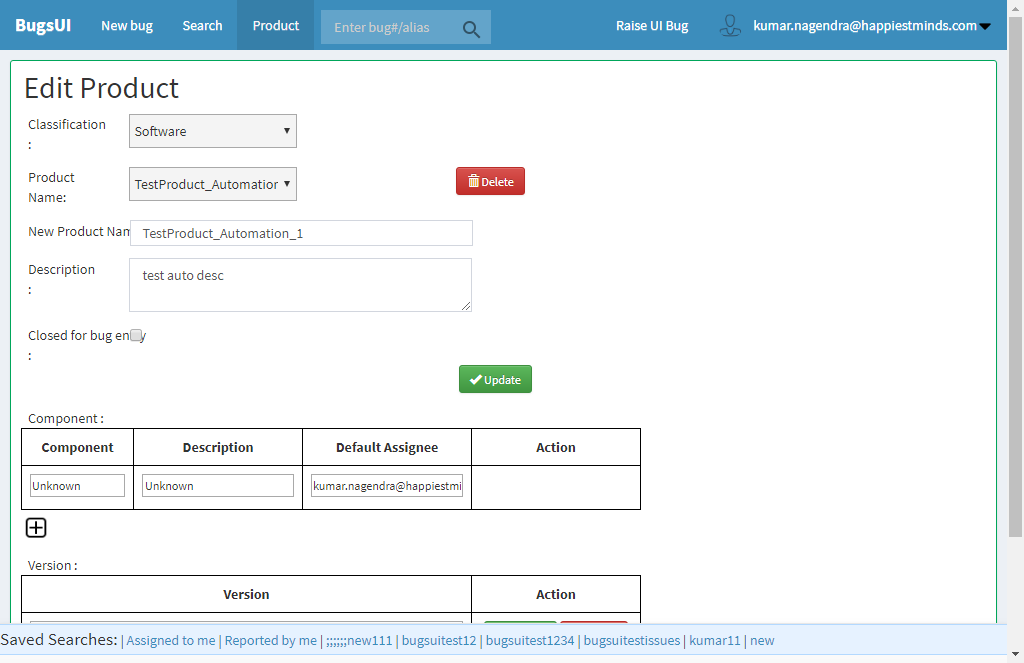 BugsUI New bug Search Product Enter bug#/alias Raise UI Bug kumar.nagendra@happiestminds.com
Edit Product
Classification
:
Software
Product
Name:
TestProduct_Automation
Delete
New Product Nam
TestProduct_Automation_1
Description
:
test auto desc
Closed for bug entry
:
Update
Component :
Component Description Default Assignee Action
Unknown Unknown kumar.nagendra@happiestmi
Version :
Version Action
Saved Searches: | Assigned to me | Reported by me | ;;;;;;new111 | bugsuitest12 | bugsuitest1234 | bugsuitestissues | kumar11 | new